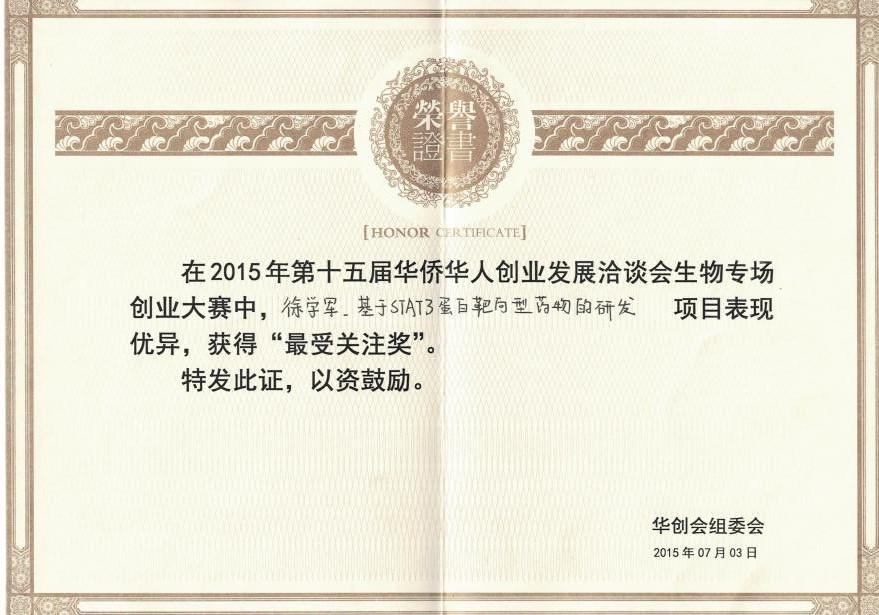 榮譽
證書
[HONOR CERTIFICATE]
在2015年第十五届华侨华人创业发展洽谈会生物专场
创业大赛中，徐学军_基于STAT3蛋白靶向型药物的研发 项目表现
优异，获得“最受关注奖”。
特发此证，以资鼓励。
华创会组委会
2015年07月03日